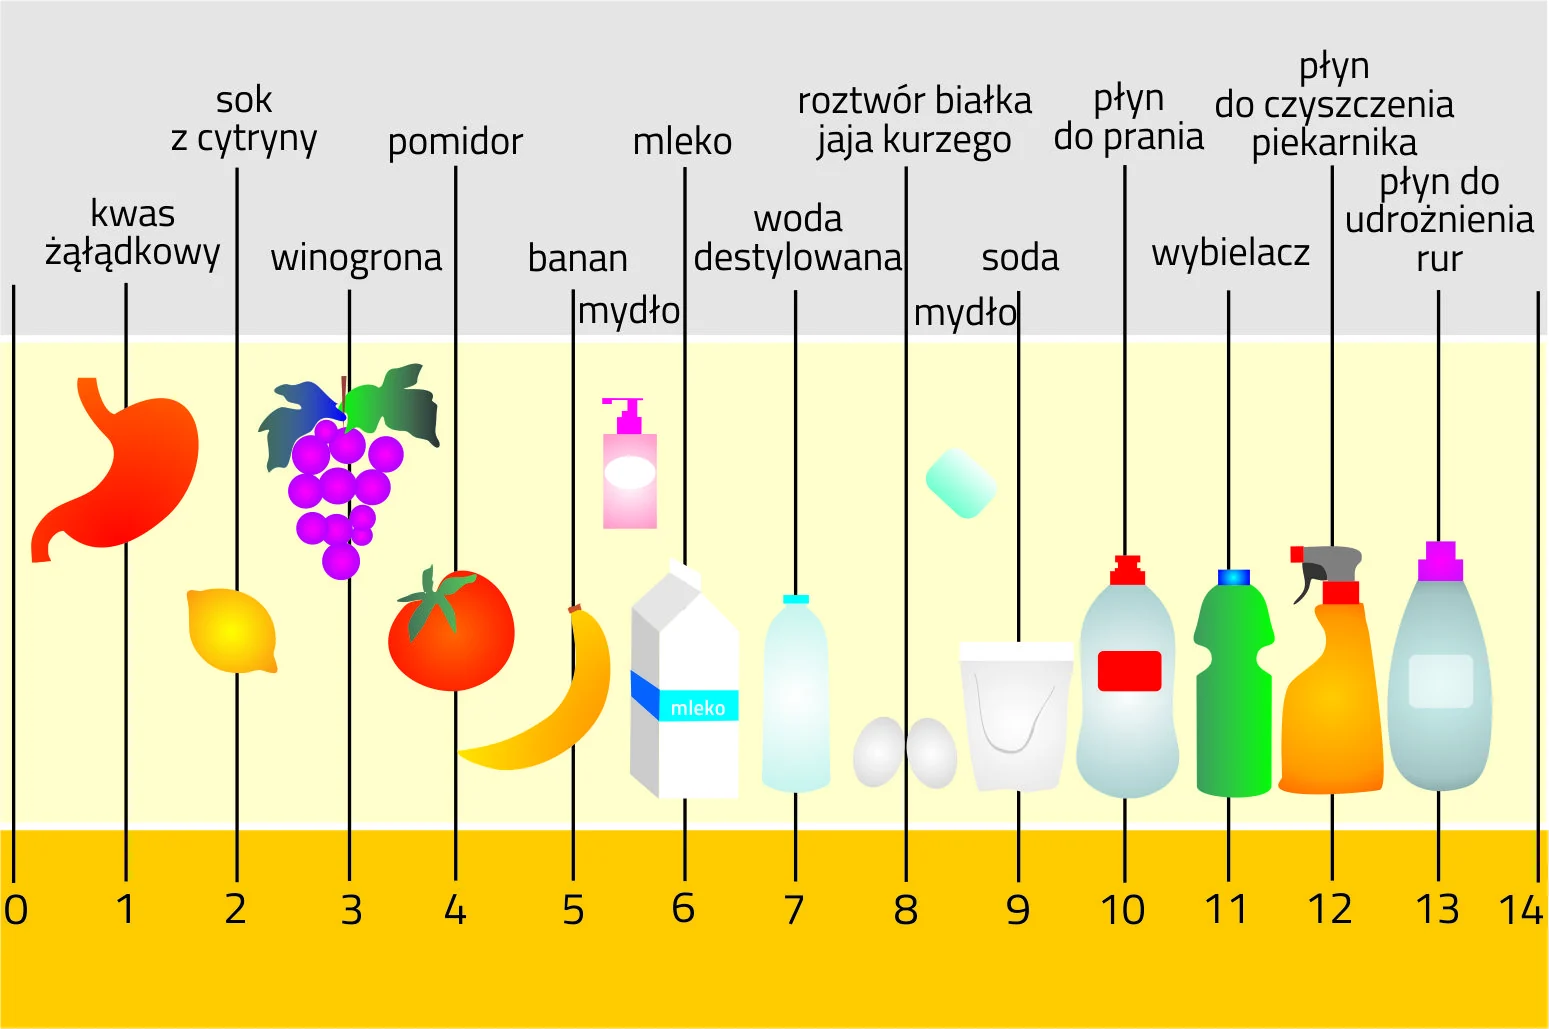 sok
z cytryny
kwas
żąłądkowy
winogrona
pomidor
banan
mydło
mleko
woda
destylowana
roztwór białka
jaja kurzego
mydło
soda
płyn
do prania
wybielacz
płyn
do czyszczenia
piekarnika
płyn do
udrożnienia
rur
mleko
0 1 2 3 4 5 6 7 8 9 10 11 12 13 14